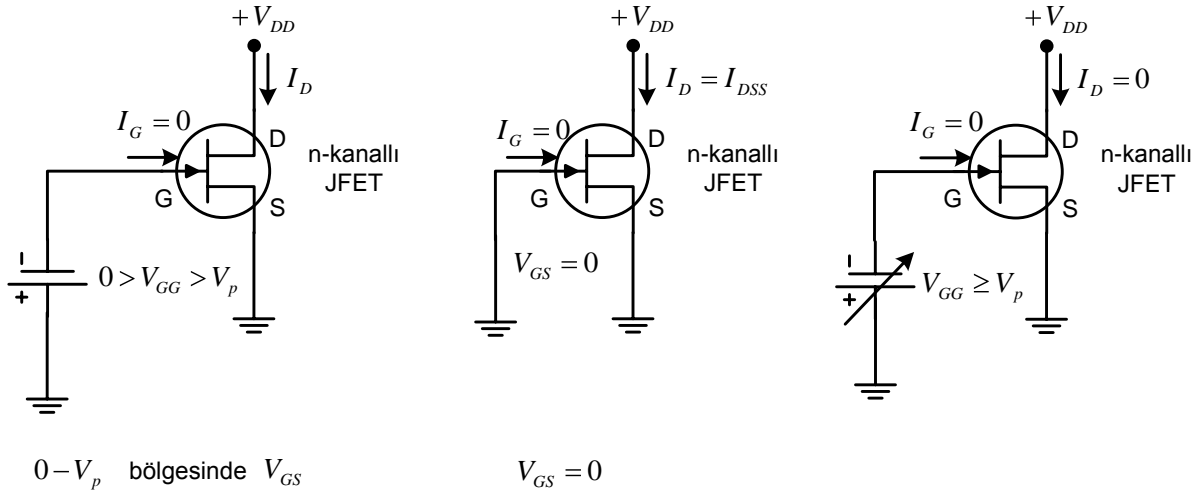 +V_DD
I_D
I_G = 0
D
G
S
n-kanallı
JFET
-
+
0 > V_GG > V_p
+V_DD
I_D = I_DSS
I_G = 0
D
G
S
n-kanallı
JFET
V_GS = 0
+V_DD
I_D = 0
I_G = 0
D
G
S
n-kanallı
JFET
-
+
V_GG ≥ V_p
0 - V_p bölgesinde V_GS
V_GS = 0